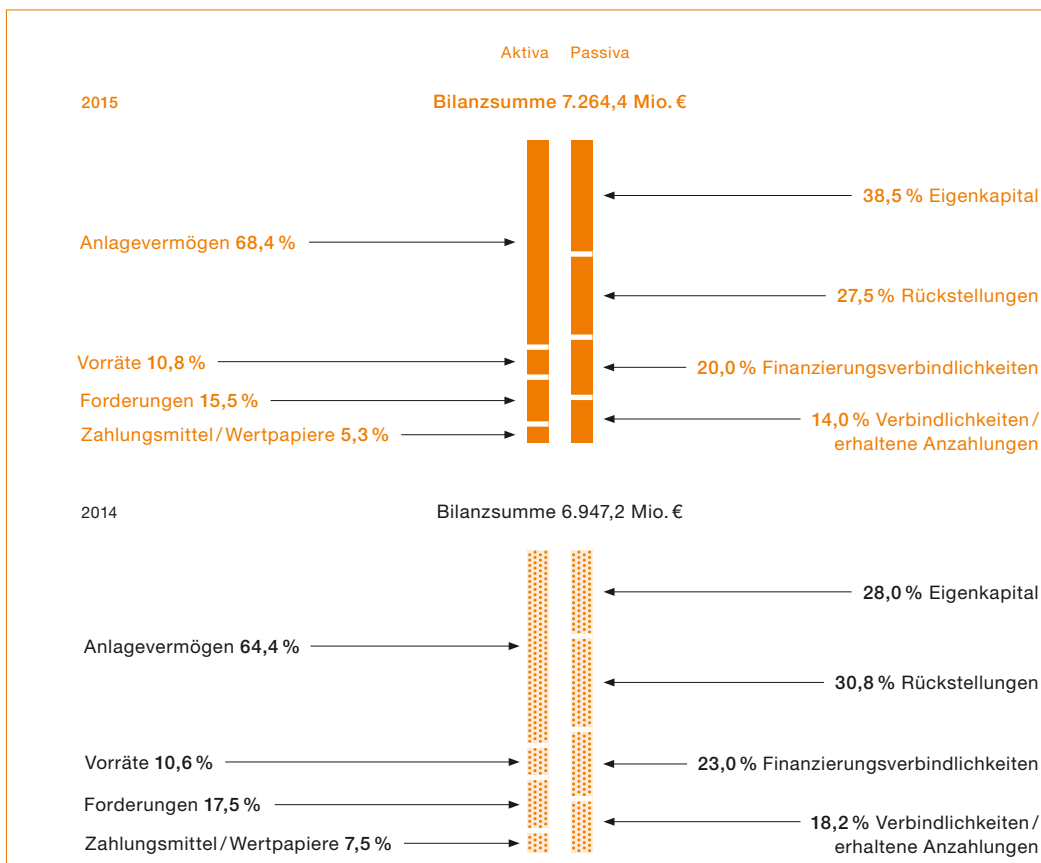 Aktiva Passiva
2015
Bilanzsumme 7.264,4 Mio. €
38,5 % Eigenkapital
Anlagevermögen 68,4 %
27,5 % Rückstellungen
Vorräte 10,8 %
20,0 % Finanzierungsverbindlichkeiten
Forderungen 15,5 %
14,0 % Verbindlichkeiten /
erhaltene Anzahlungen
Zahlungsmittel / Wertpapiere 5,3 %
2014
Bilanzsumme 6.947,2 Mio. €
28,0 % Eigenkapital
Anlagevermögen 64,4 %
30,8 % Rückstellungen
Vorräte 10,6 %
23,0 % Finanzierungsverbindlichkeiten
Forderungen 17,5 %
18,2 % Verbindlichkeiten /
erhaltene Anzahlungen
Zahlungsmittel / Wertpapiere 7,5 %